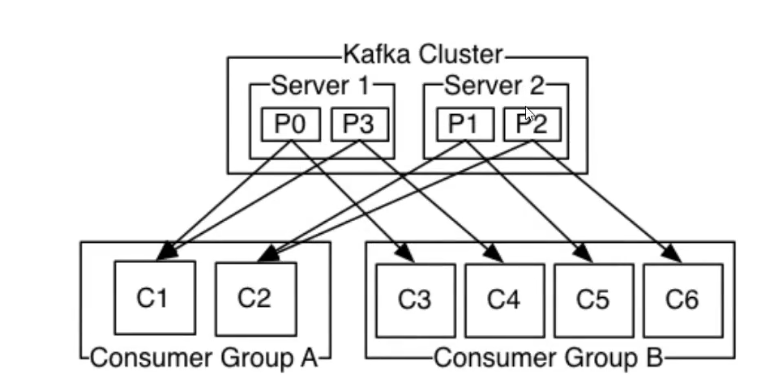 Kafka Cluster
Server 1 Server 2
P0 P3 P1 P2
C1 C2 C3 C4 C5 C6
Consumer Group A Consumer Group B